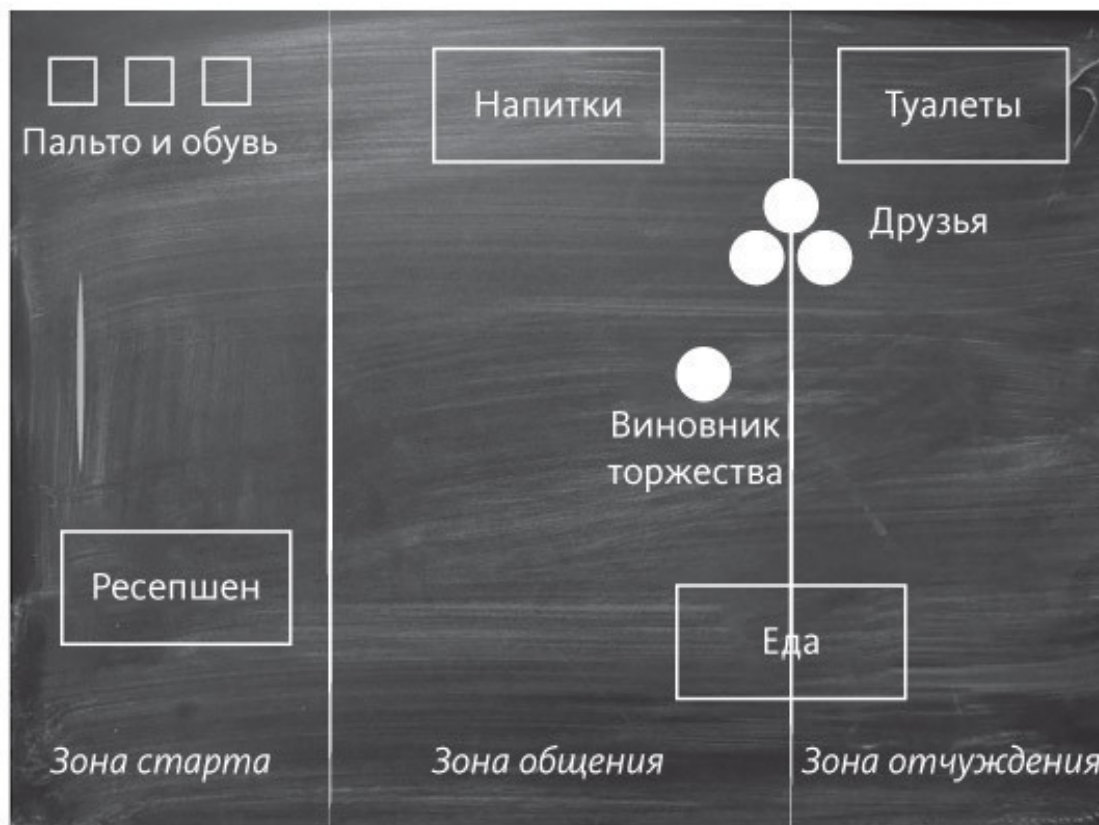 Пальто и обувь
Напитки
Туалеты
Друзья
Виновник
торжества
Ресепшен
Еда
Зона старта
Зона общения
Зона отчуждения